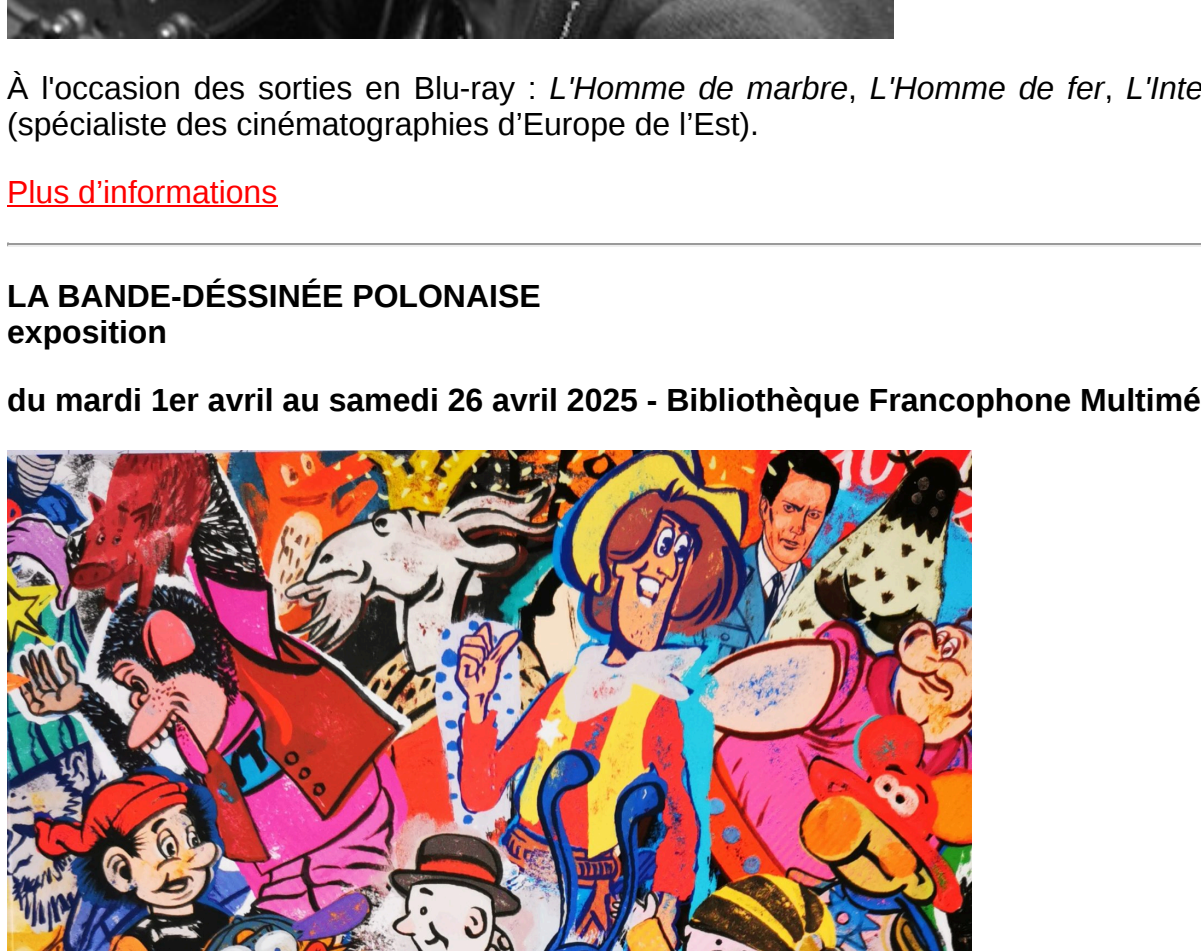 À l'occasion des sorties en Blu-ray : L'Homme de marbre, L'Homme de fer, L'Inte
(spécialiste des cinématographies d’Europe de l’Est).
Plus d’informations
LA BANDE-DÉSSINÉE POLONAISE
exposition
du mardi 1er avril au samedi 26 avril 2025 - Bibliothèque Francophone Multimé